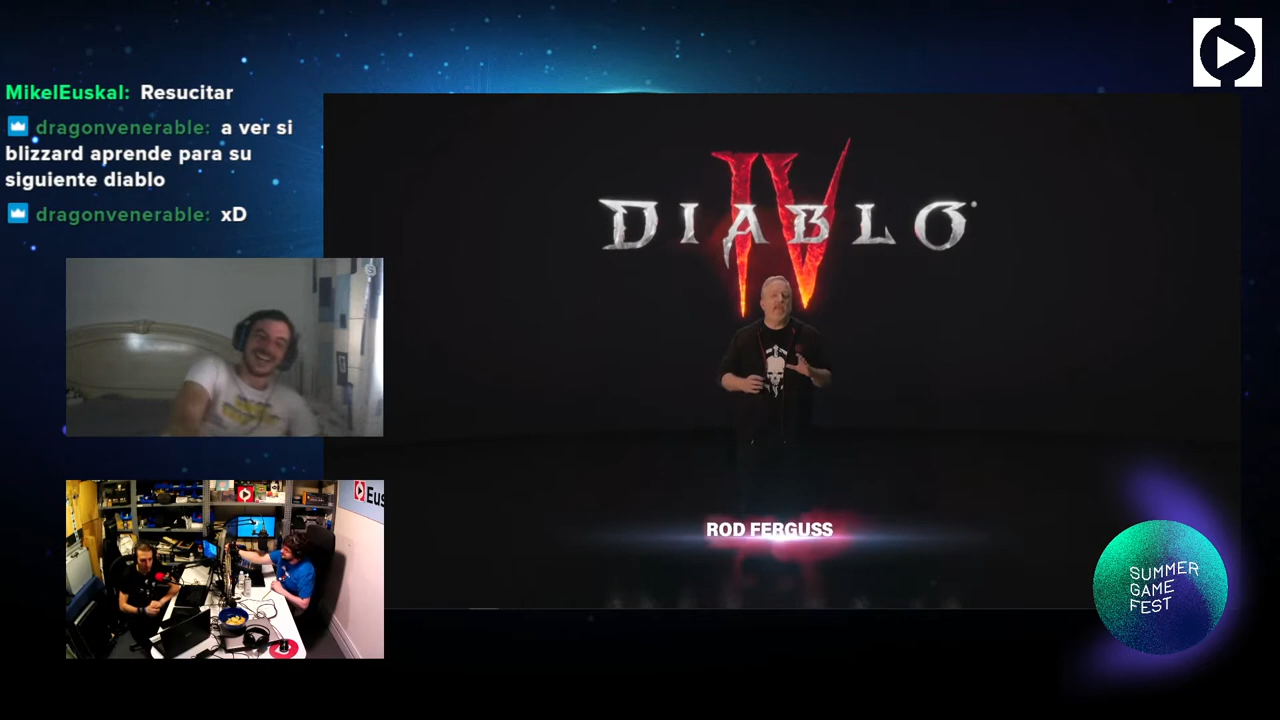 MikelEuskal: Resucitar
dragonvenerable: a ver si
blizzard aprende para su
siguiente diablo
dragonvenerable: xD
IV
DIABLO
ROD FERGUSS
Eus
SUMMER
GAME
FEST